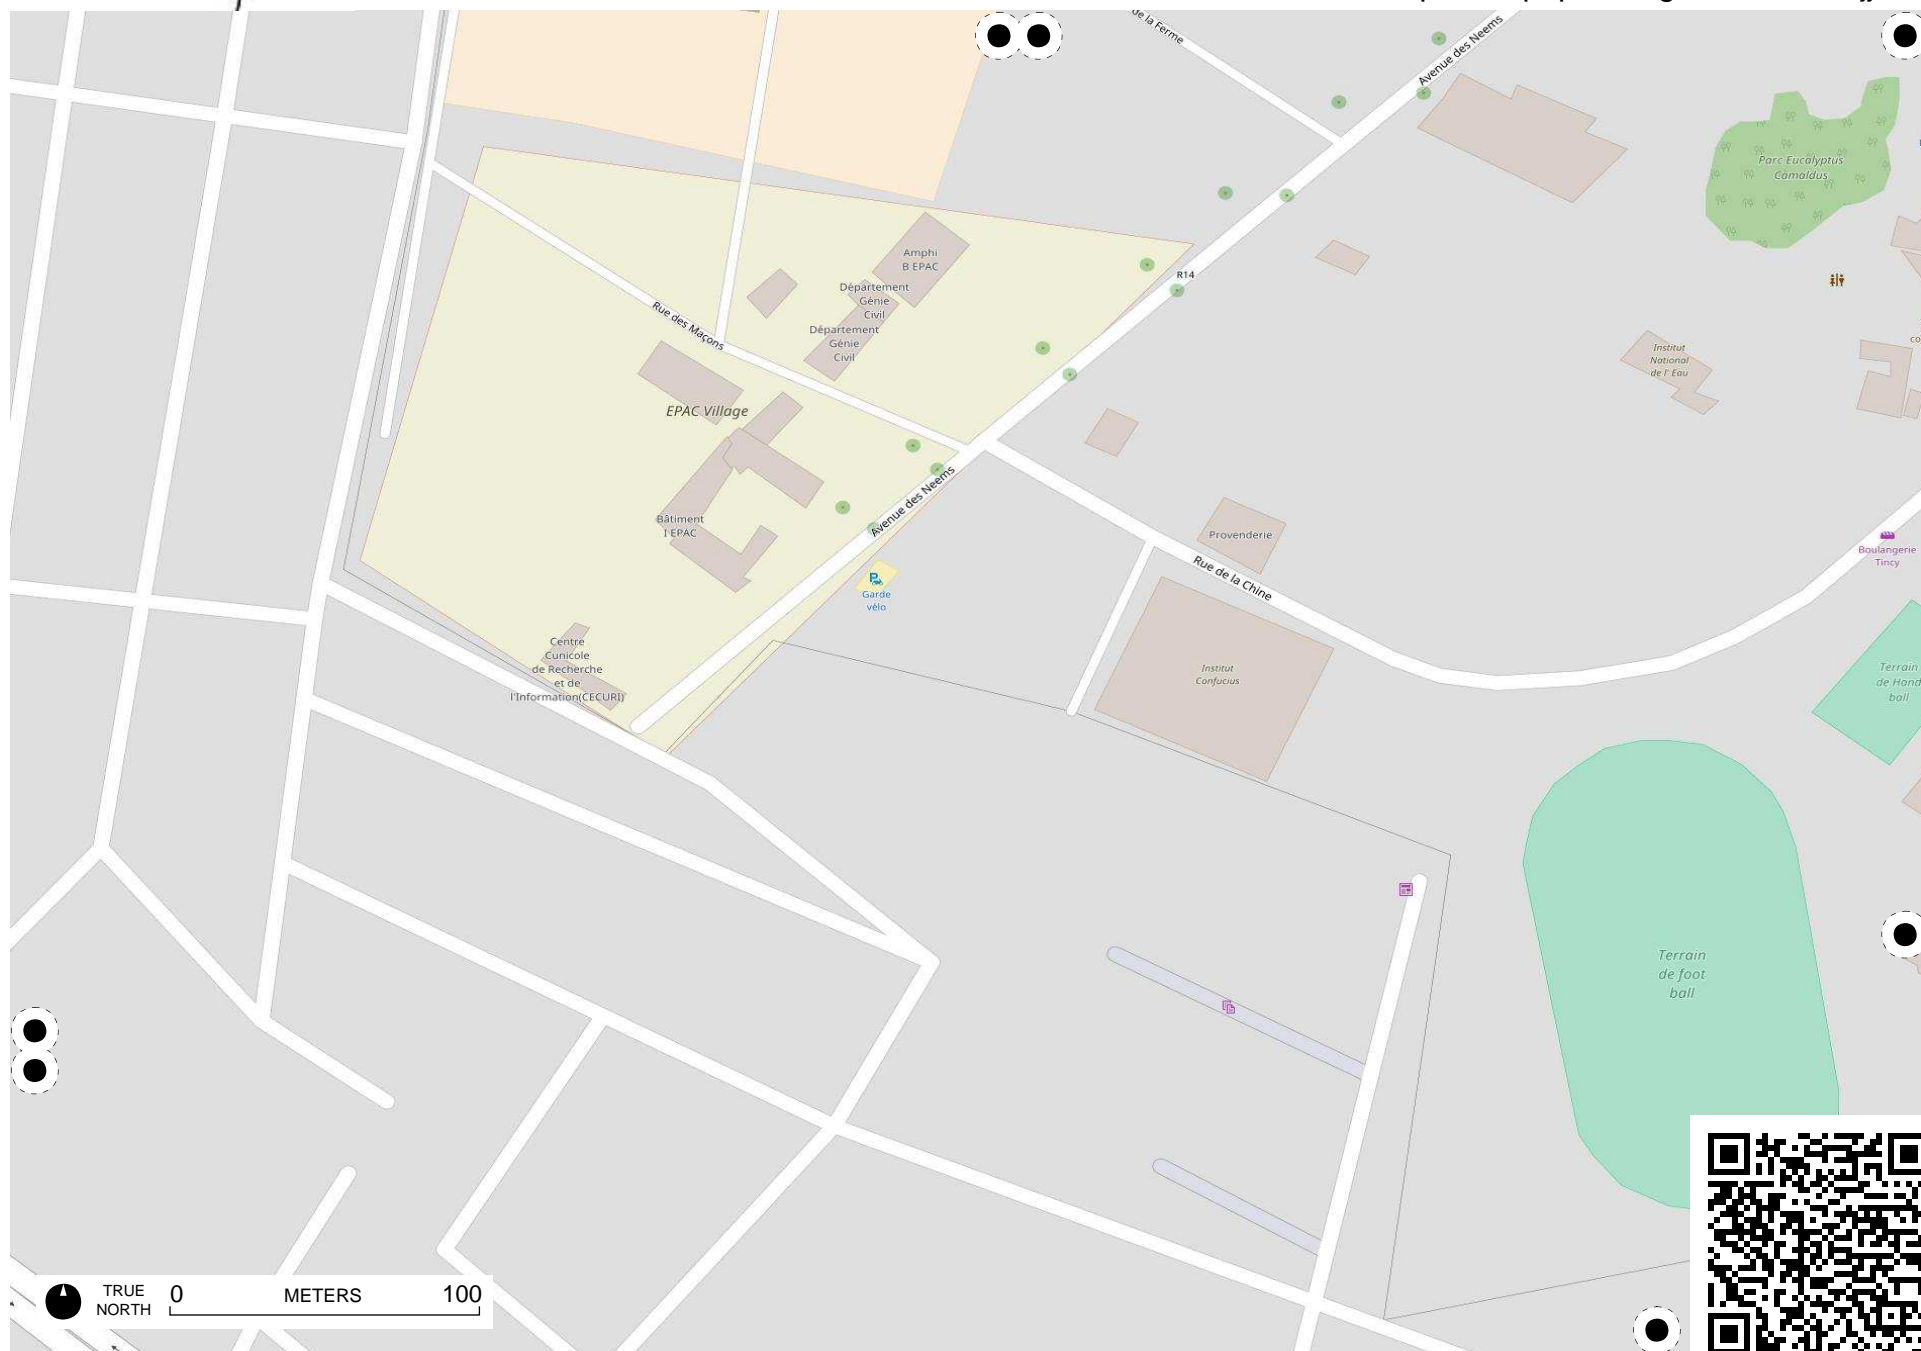 de la Ferme
Avenue des Neems
Parc Eucalyptus
Camaldus
Amphi
B EPAC
R14
Département
Génie
Civil
Rue des Maçons
Département
Génie
Civil
Institut
National
de l' Eau
EPAC Village
Avenue des Neems
Bâtiment
I EPAC
Provenderie
Boulangerie
Tincy
Rue de la Chine
Garde
vélo
Centre
Cunicole
de Recherche
et de
l'Information(CECURI)
Institut
Confucius
Terrain
de Hand
ball
Terrain
de foot
ball
TRUE
NORTH
0 METERS 100